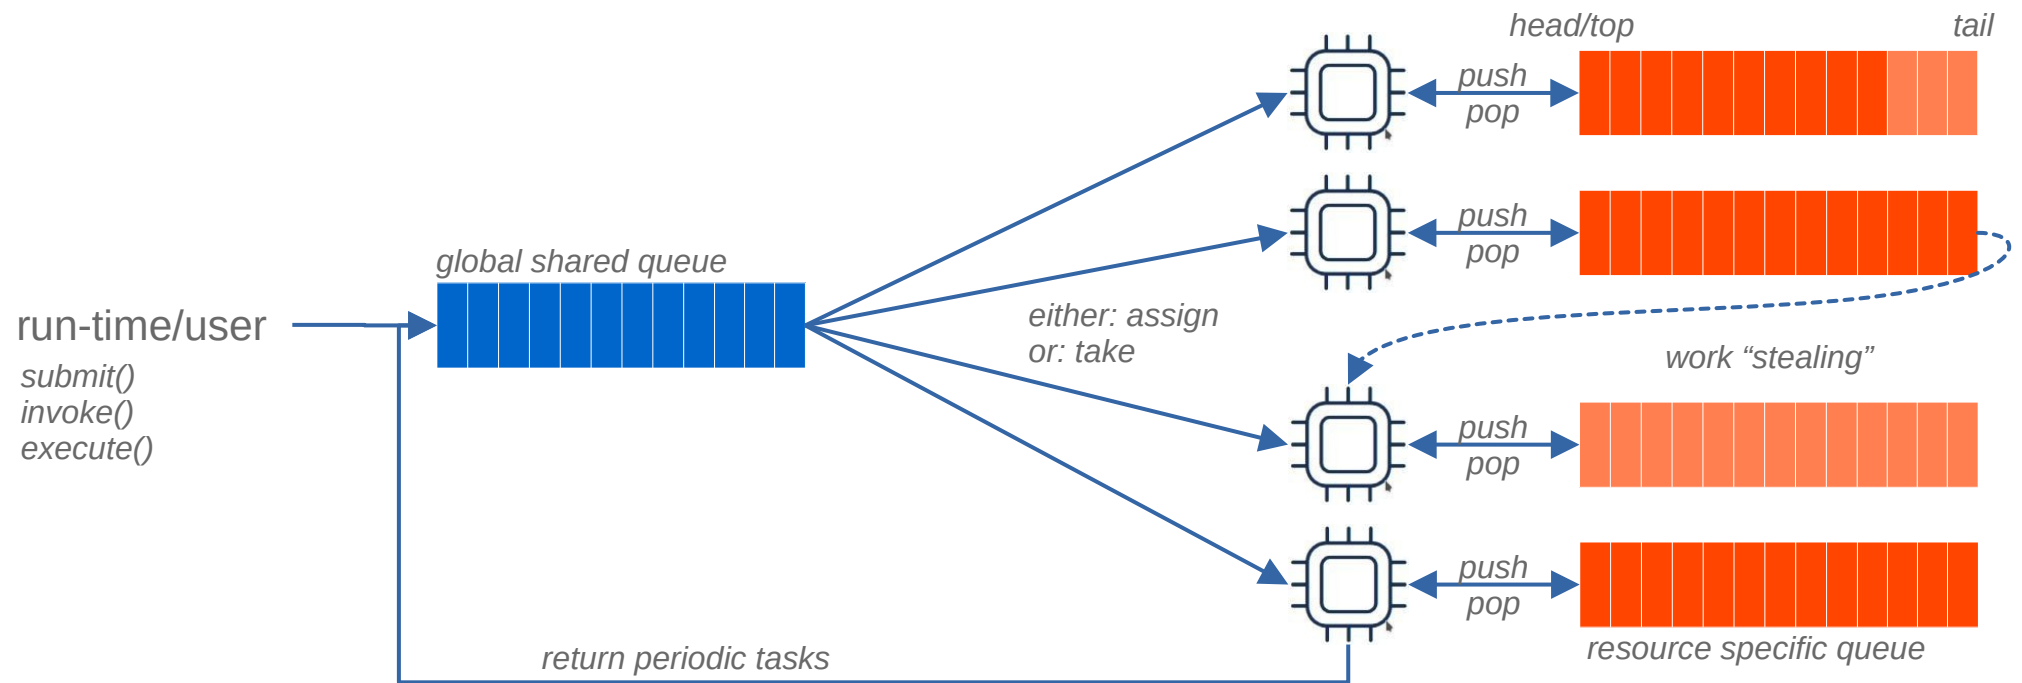 head/top
tail
push
pop
push
pop
global shared queue
run-time/user
submit()
invoke()
execute()
either: assign
or: take
work “stealing”
push
pop
push
pop
resource specific queue
return periodic tasks